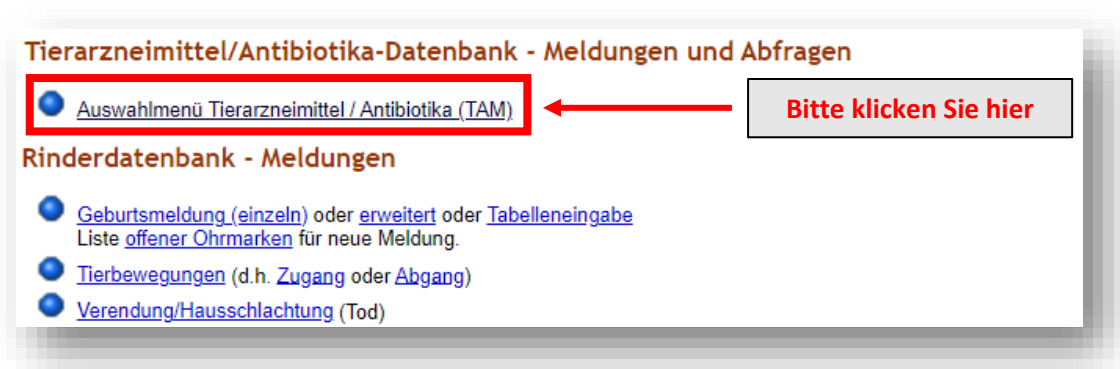 Tierarzneimittel/Antibiotika-Datenbank - Meldungen und Abfragen
Auswahlmenü Tierarzneimittel / Antibiotika (TAM)
Bitte klicken Sie hier
Rinderdatenbank - Meldungen
Geburtsmeldung (einzeln) oder erweitert oder Tabelleneingabe
Liste offener Ohrmarken für neue Meldung.
Tierbewegungen (d.h. Zugang oder Abgang)
Verendung/Hausschlachtung (Tod)